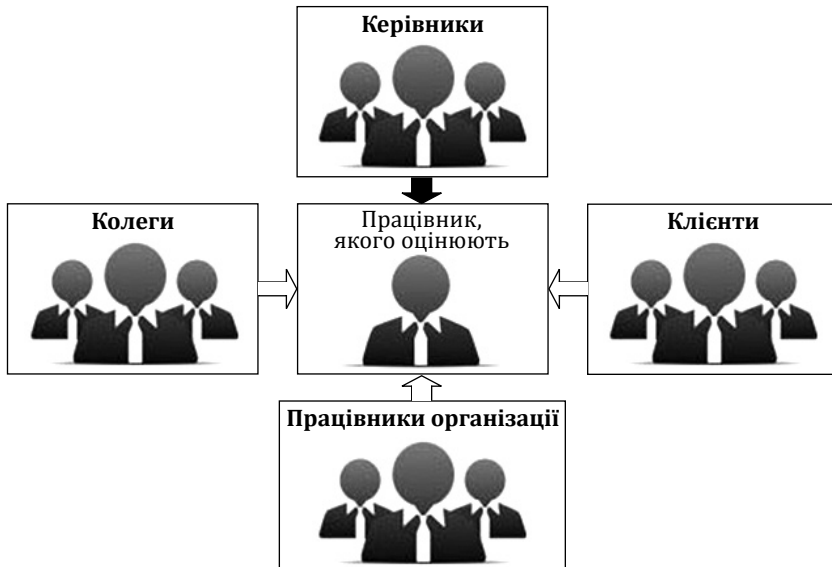 Керівники
Колеги
Працівник,
якого оцінюють
Клієнти
Працівники організації